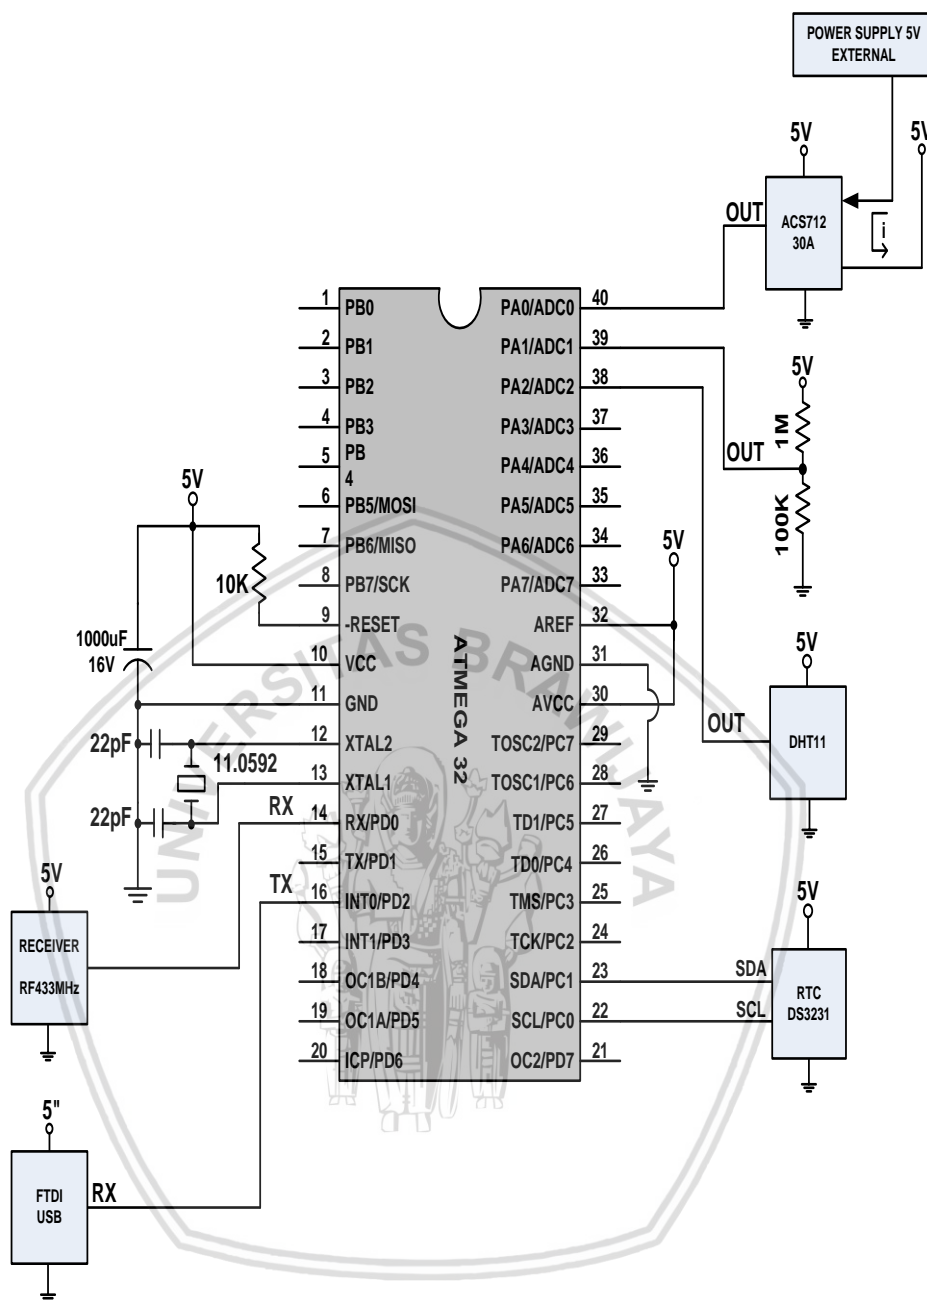 POWER SUPPLY 5V
EXTERNAL
5V
5V
OUT
ACS712
30A
i
1
PB0
PA0/ADC0
40
2
PB1
PA1/ADC1
39
3
PB2
PA2/ADC2
38
4
PB3
PA3/ADC3
37
5
PB
4
PA4/ADC4
36
6
PB5/MOSI
PA5/ADC5
35
7
PB6/MISO
PA6/ADC6
34
8
PB7/SCK
PA7/ADC7
33
9
-RESET
AREF
32
10
VCC
AGND
31
11
GND
AVCC
30
12
XTAL2
TOSC2/PC7
29
13
XTAL1
TOSC1/PC6
28
14
RX/PD0
TD1/PC5
27
15
TX/PD1
TD0/PC4
26
16
INT0/PD2
TMS/PC3
25
17
INT1/PD3
TCK/PC2
24
18
OC1B/PD4
SDA/PC1
23
19
OC1A/PD5
SCL/PC0
22
20
ICP/PD6
OC2/PD7
21
ATMEGA 32
5V
1M
OUT
100K
5V
10K
1000uF
16V
22pF
11.0592
22pF
5V
5V
OUT
DHT11
RX
TX
5V
RECEIVER
RF433MHz
5V
SDA
SCL
RTC
DS3231
5"
FTDI
USB
RX
UNIVERSITAS BRAWIJAYA